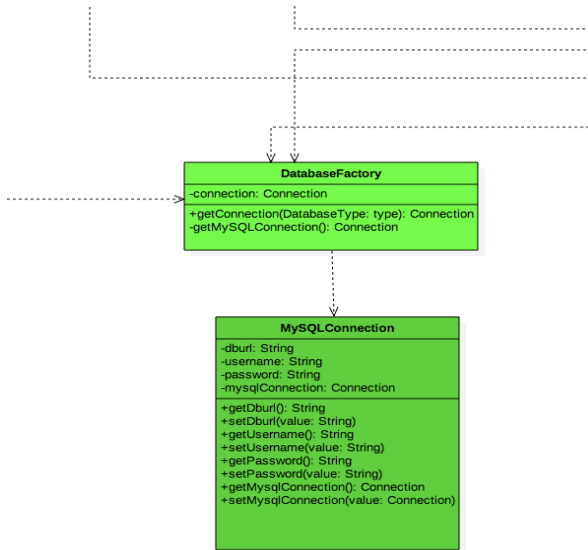 DatabaseFactory
-connection: Connection
+getConnection(DatabaseType: type): Connection
-getMySQLConnection(): Connection
MySQLConnection
-dburl: String
-username: String
-password: String
-mysqlConnection: Connection
+getDburl(): String
+setDburl(value: String)
+getUsername(): String
+setUsername(value: String)
+getPassword(): String
+setPassword(value: String)
+getMysqlConnection(): Connection
+setMysqlConnection(value: Connection)